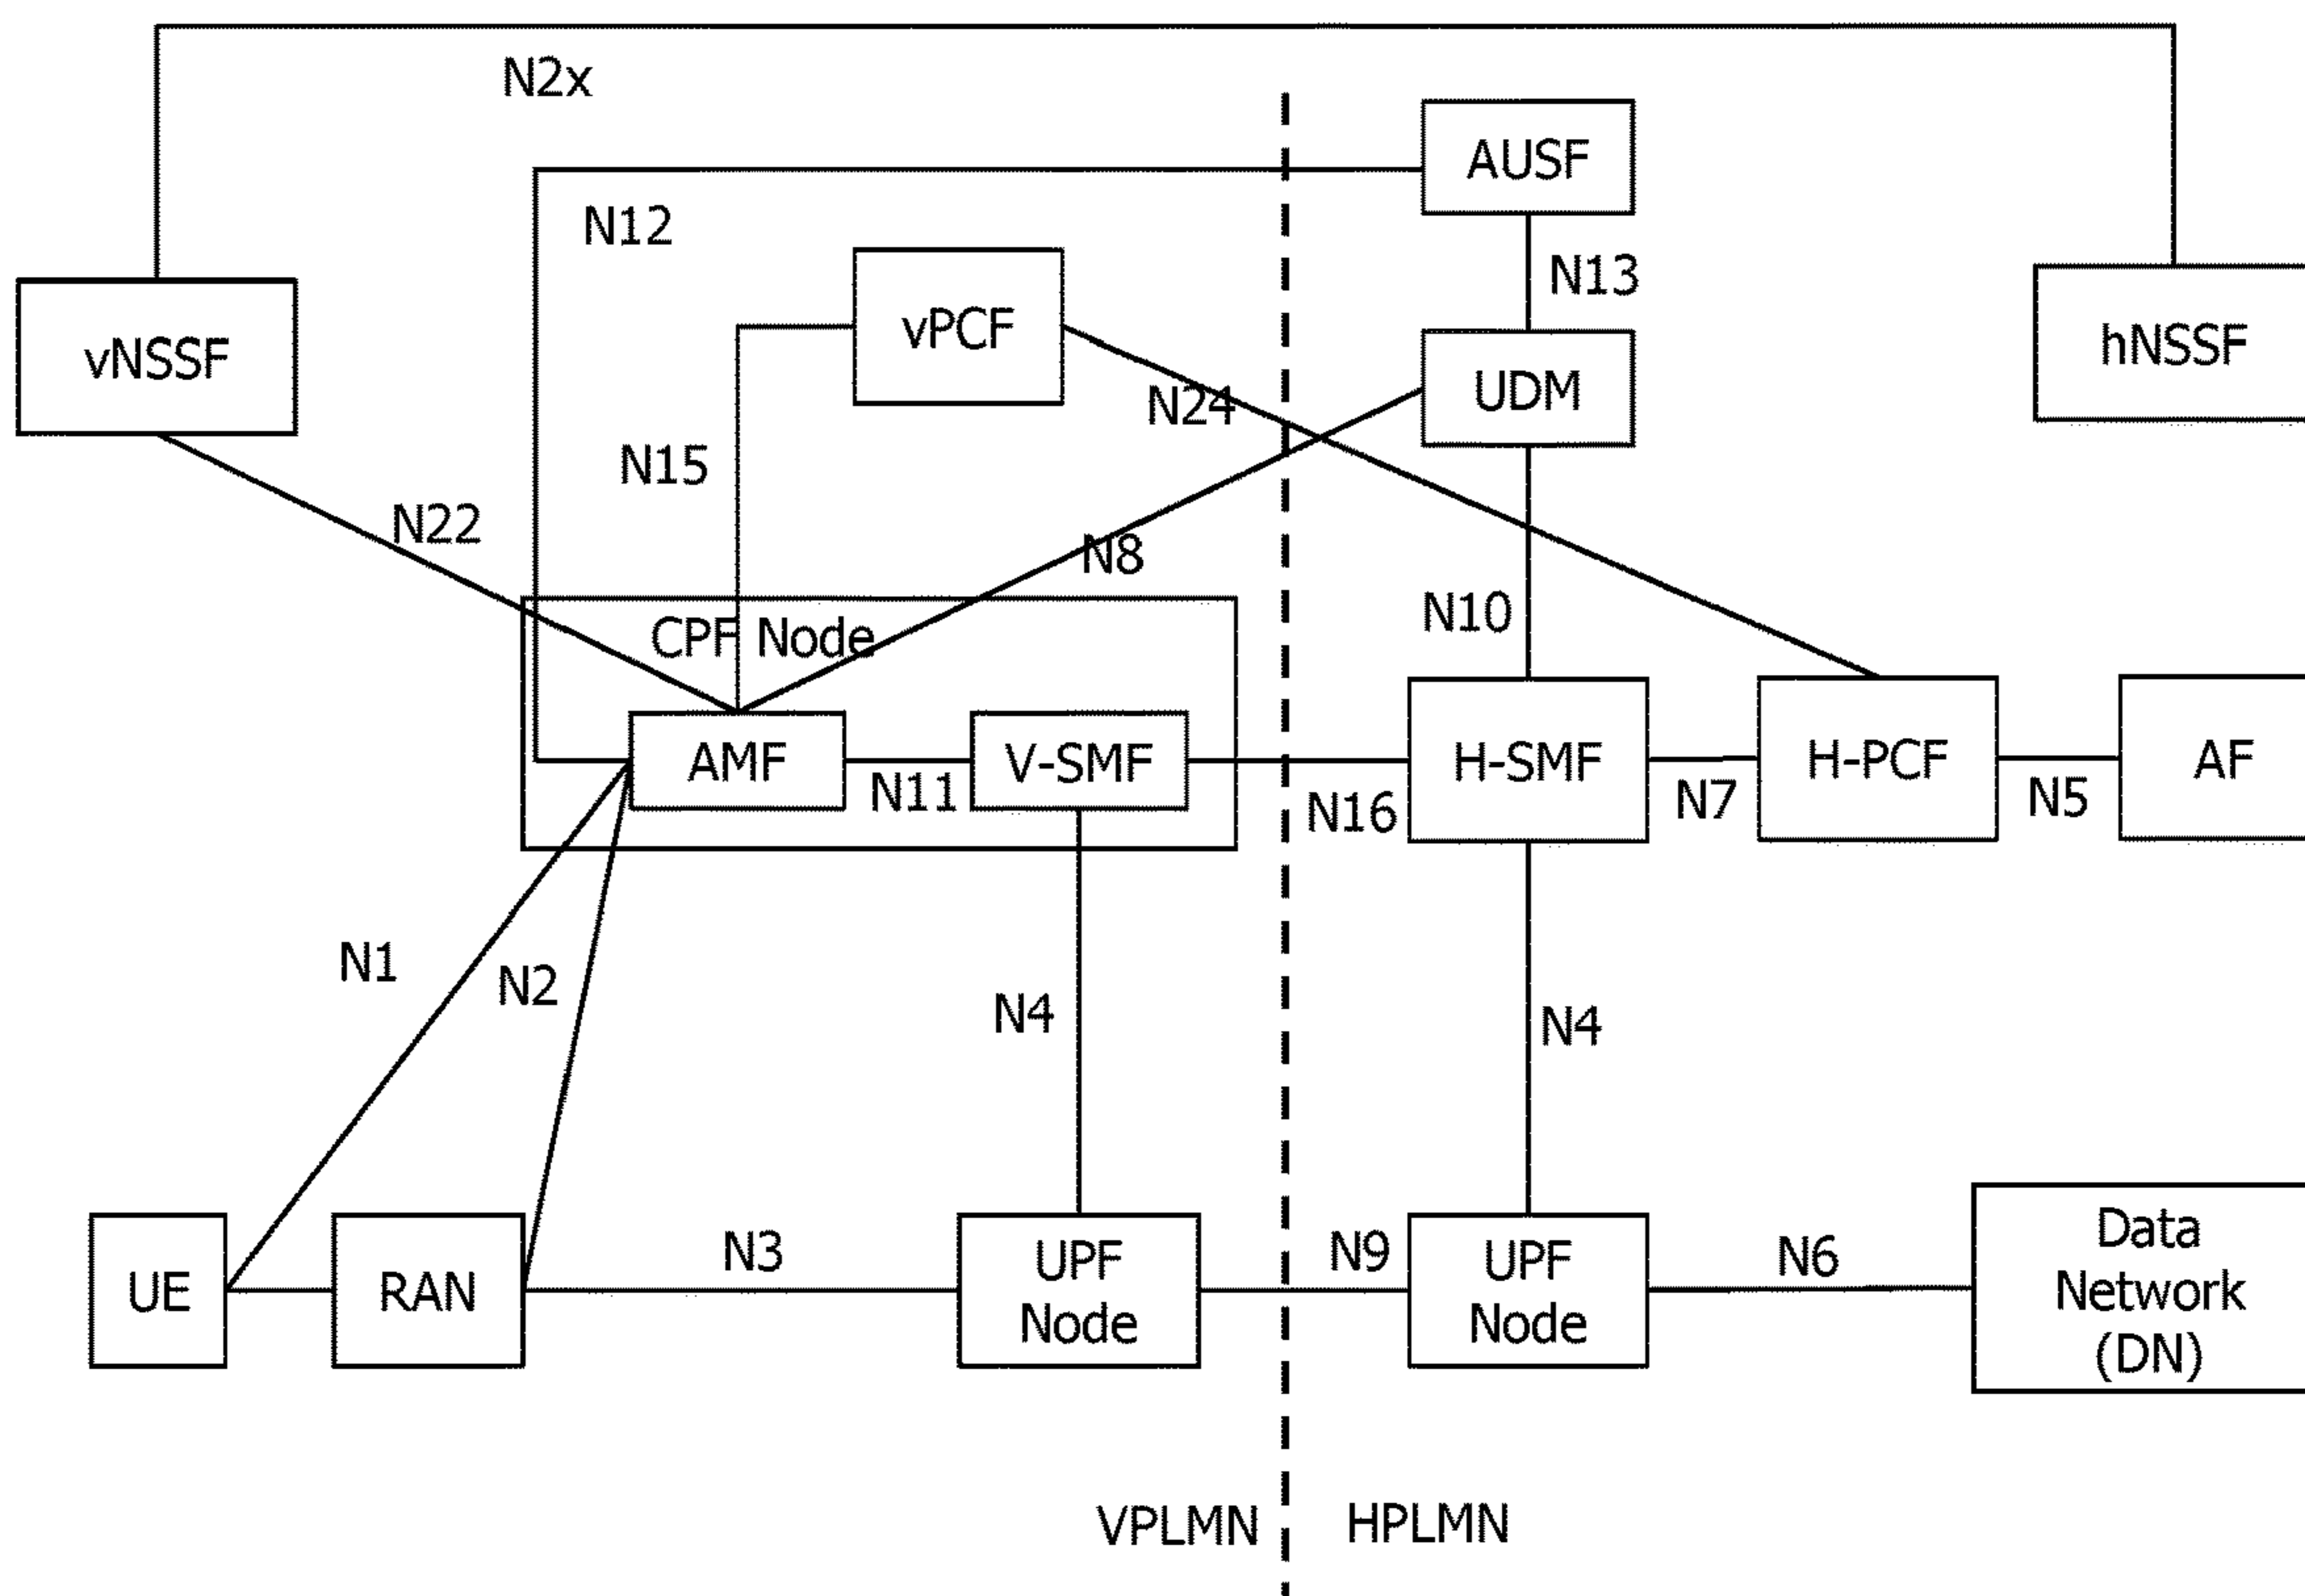 N2x
AUSF
N12
N13
vPCF
vNSSF
hNSSF
UDM
N24
N15
N22
N8
N10
CPF Node
AMF
V-SMF
H-SMF
H-PCF
AF
N11
N16
N7
N5
N1
N2
N4
N4
UE
RAN
N3
UPF
Node
N9
UPF
Node
N6
Data
Network
(DN)
VPLMN
HPLMN